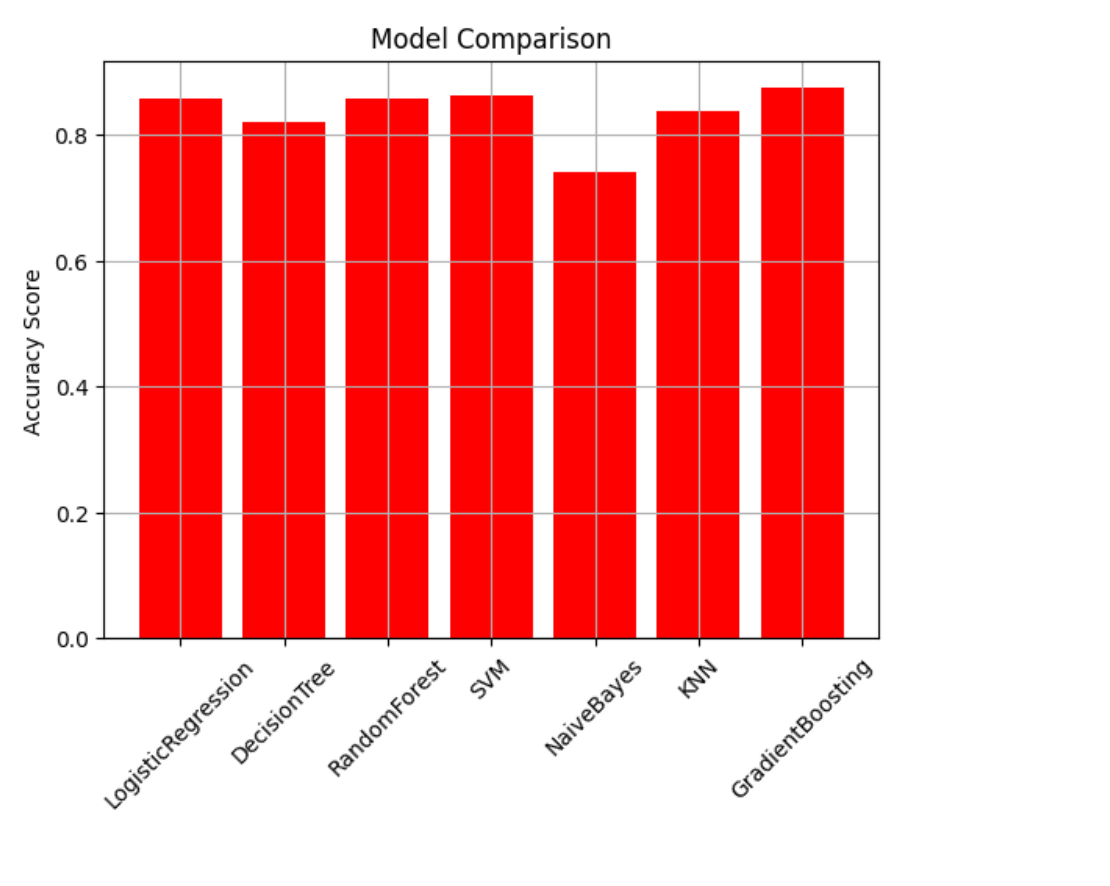 Model Comparison
Accuracy Score
0.8
0.6
0.4
0.2
0.0
LogisticRegression
DecisionTree
RandomForest
SVM
NaiveBayes
KNN
GradientBoosting